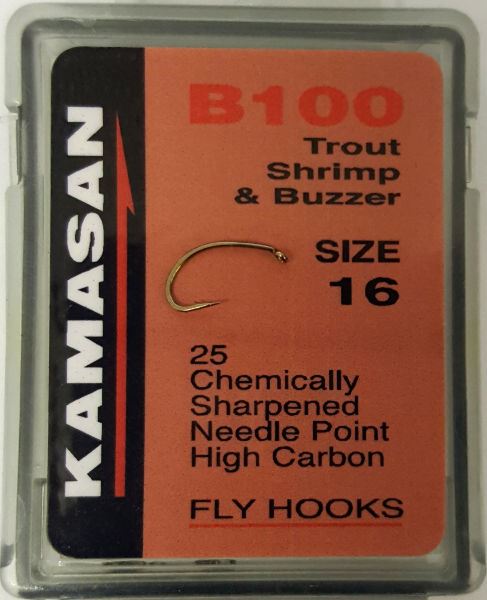 KAMASAN
B100
Trout
Shrimp
& Buzzer
SIZE
16
25
Chemically
Sharpened
Needle Point
High Carbon
FLY HOOKS